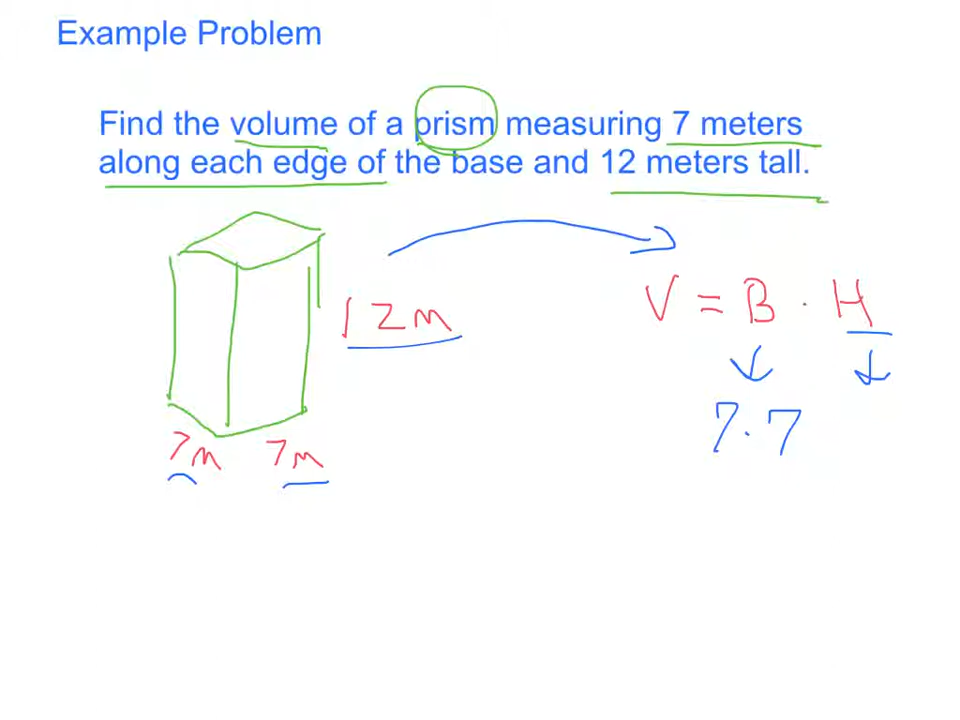 Example Problem
Find the volume of a prism measuring 7 meters
along each edge of the base and 12 meters tall.
12m
V = B · H
7m 7m
7·7